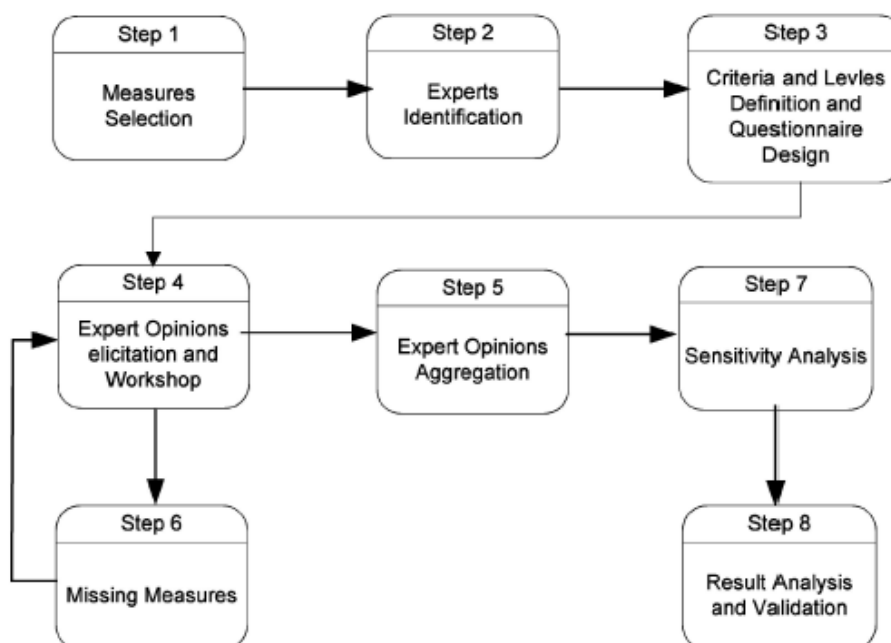 Step 1
Measures
Selection
Step 2
Experts
Identification
Step 3
Criteria and Levles
Definition and
Questionnaire
Design
Step 4
Expert Opinions
elicitation and
Workshop
Step 5
Expert Opinions
Aggregation
Step 7
Sensitivity Analysis
Step 6
Missing Measures
Step 8
Result Analysis
and Validation